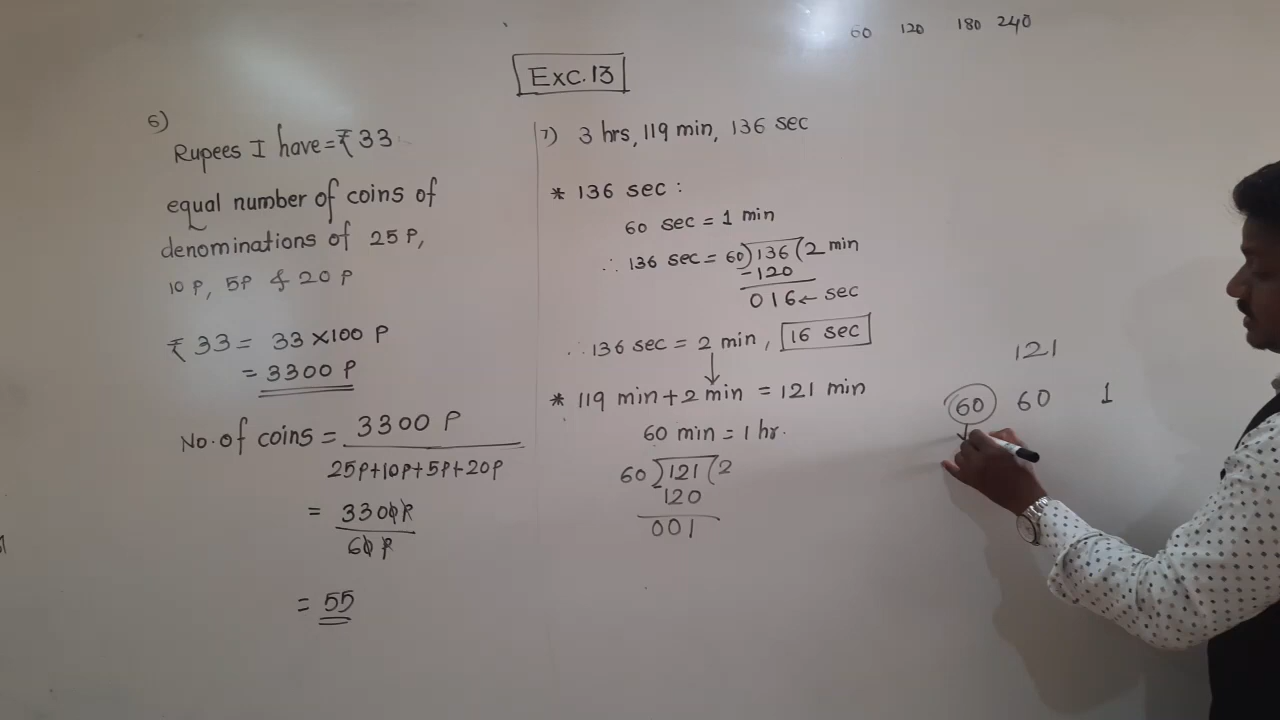 60 120 180 240
Exc. 13
6)
Rupees I have = ₹ 33
equal number of coins of
denominations of 25 P,
10 P, 5P & 20 P
₹ 33 = 33 × 100 P
= 3300 P
No. of coins = 3300 P
25P+10P+5P+20P
= 3300P
60 P
= 55
7) 3 hrs, 119 min, 136 sec
* 136 sec :
60 sec = 1 min
∴ 136 sec = 60)136(2 min
-120
016 ← sec
∴ 136 sec = 2 min, 16 sec
* 119 min + 2 min = 121 min
60 min = 1 hr.
60)121(2
120
001
121
60 60 1